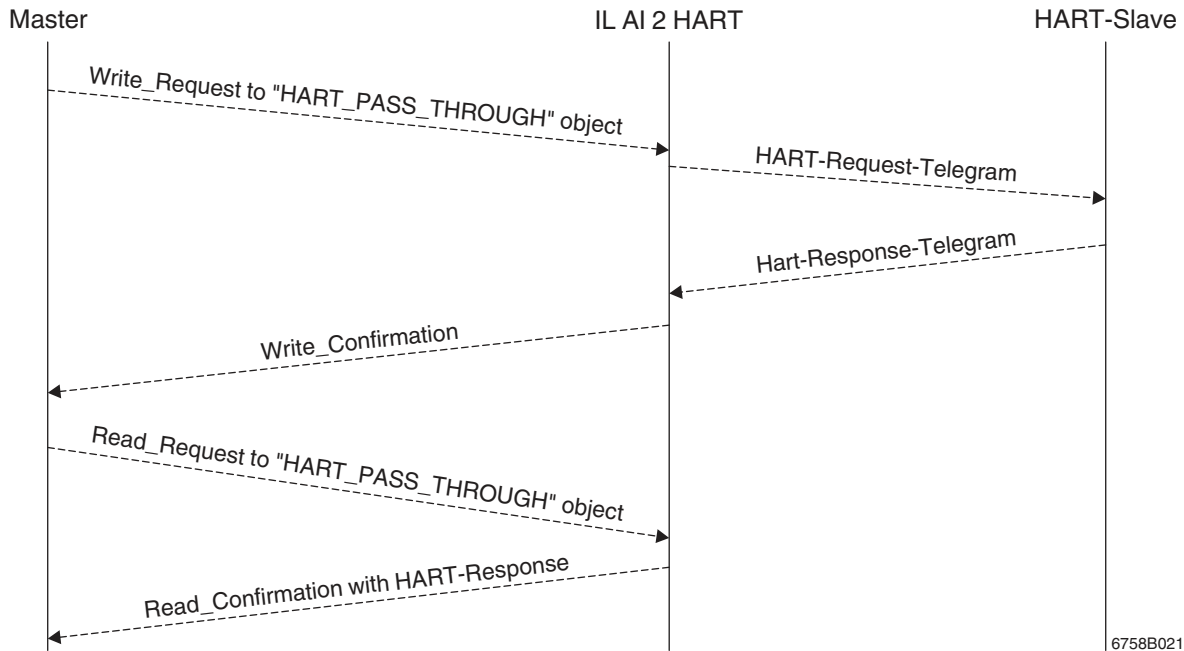 Master
IL AI 2 HART
HART-Slave
Write_Request to "HART_PASS_THROUGH" object
HART-Request-Telegram
Hart-Response-Telegram
Write_Confirmation
Read_Request to "HART_PASS_THROUGH" object
Read_Confirmation with HART-Response
6758B021